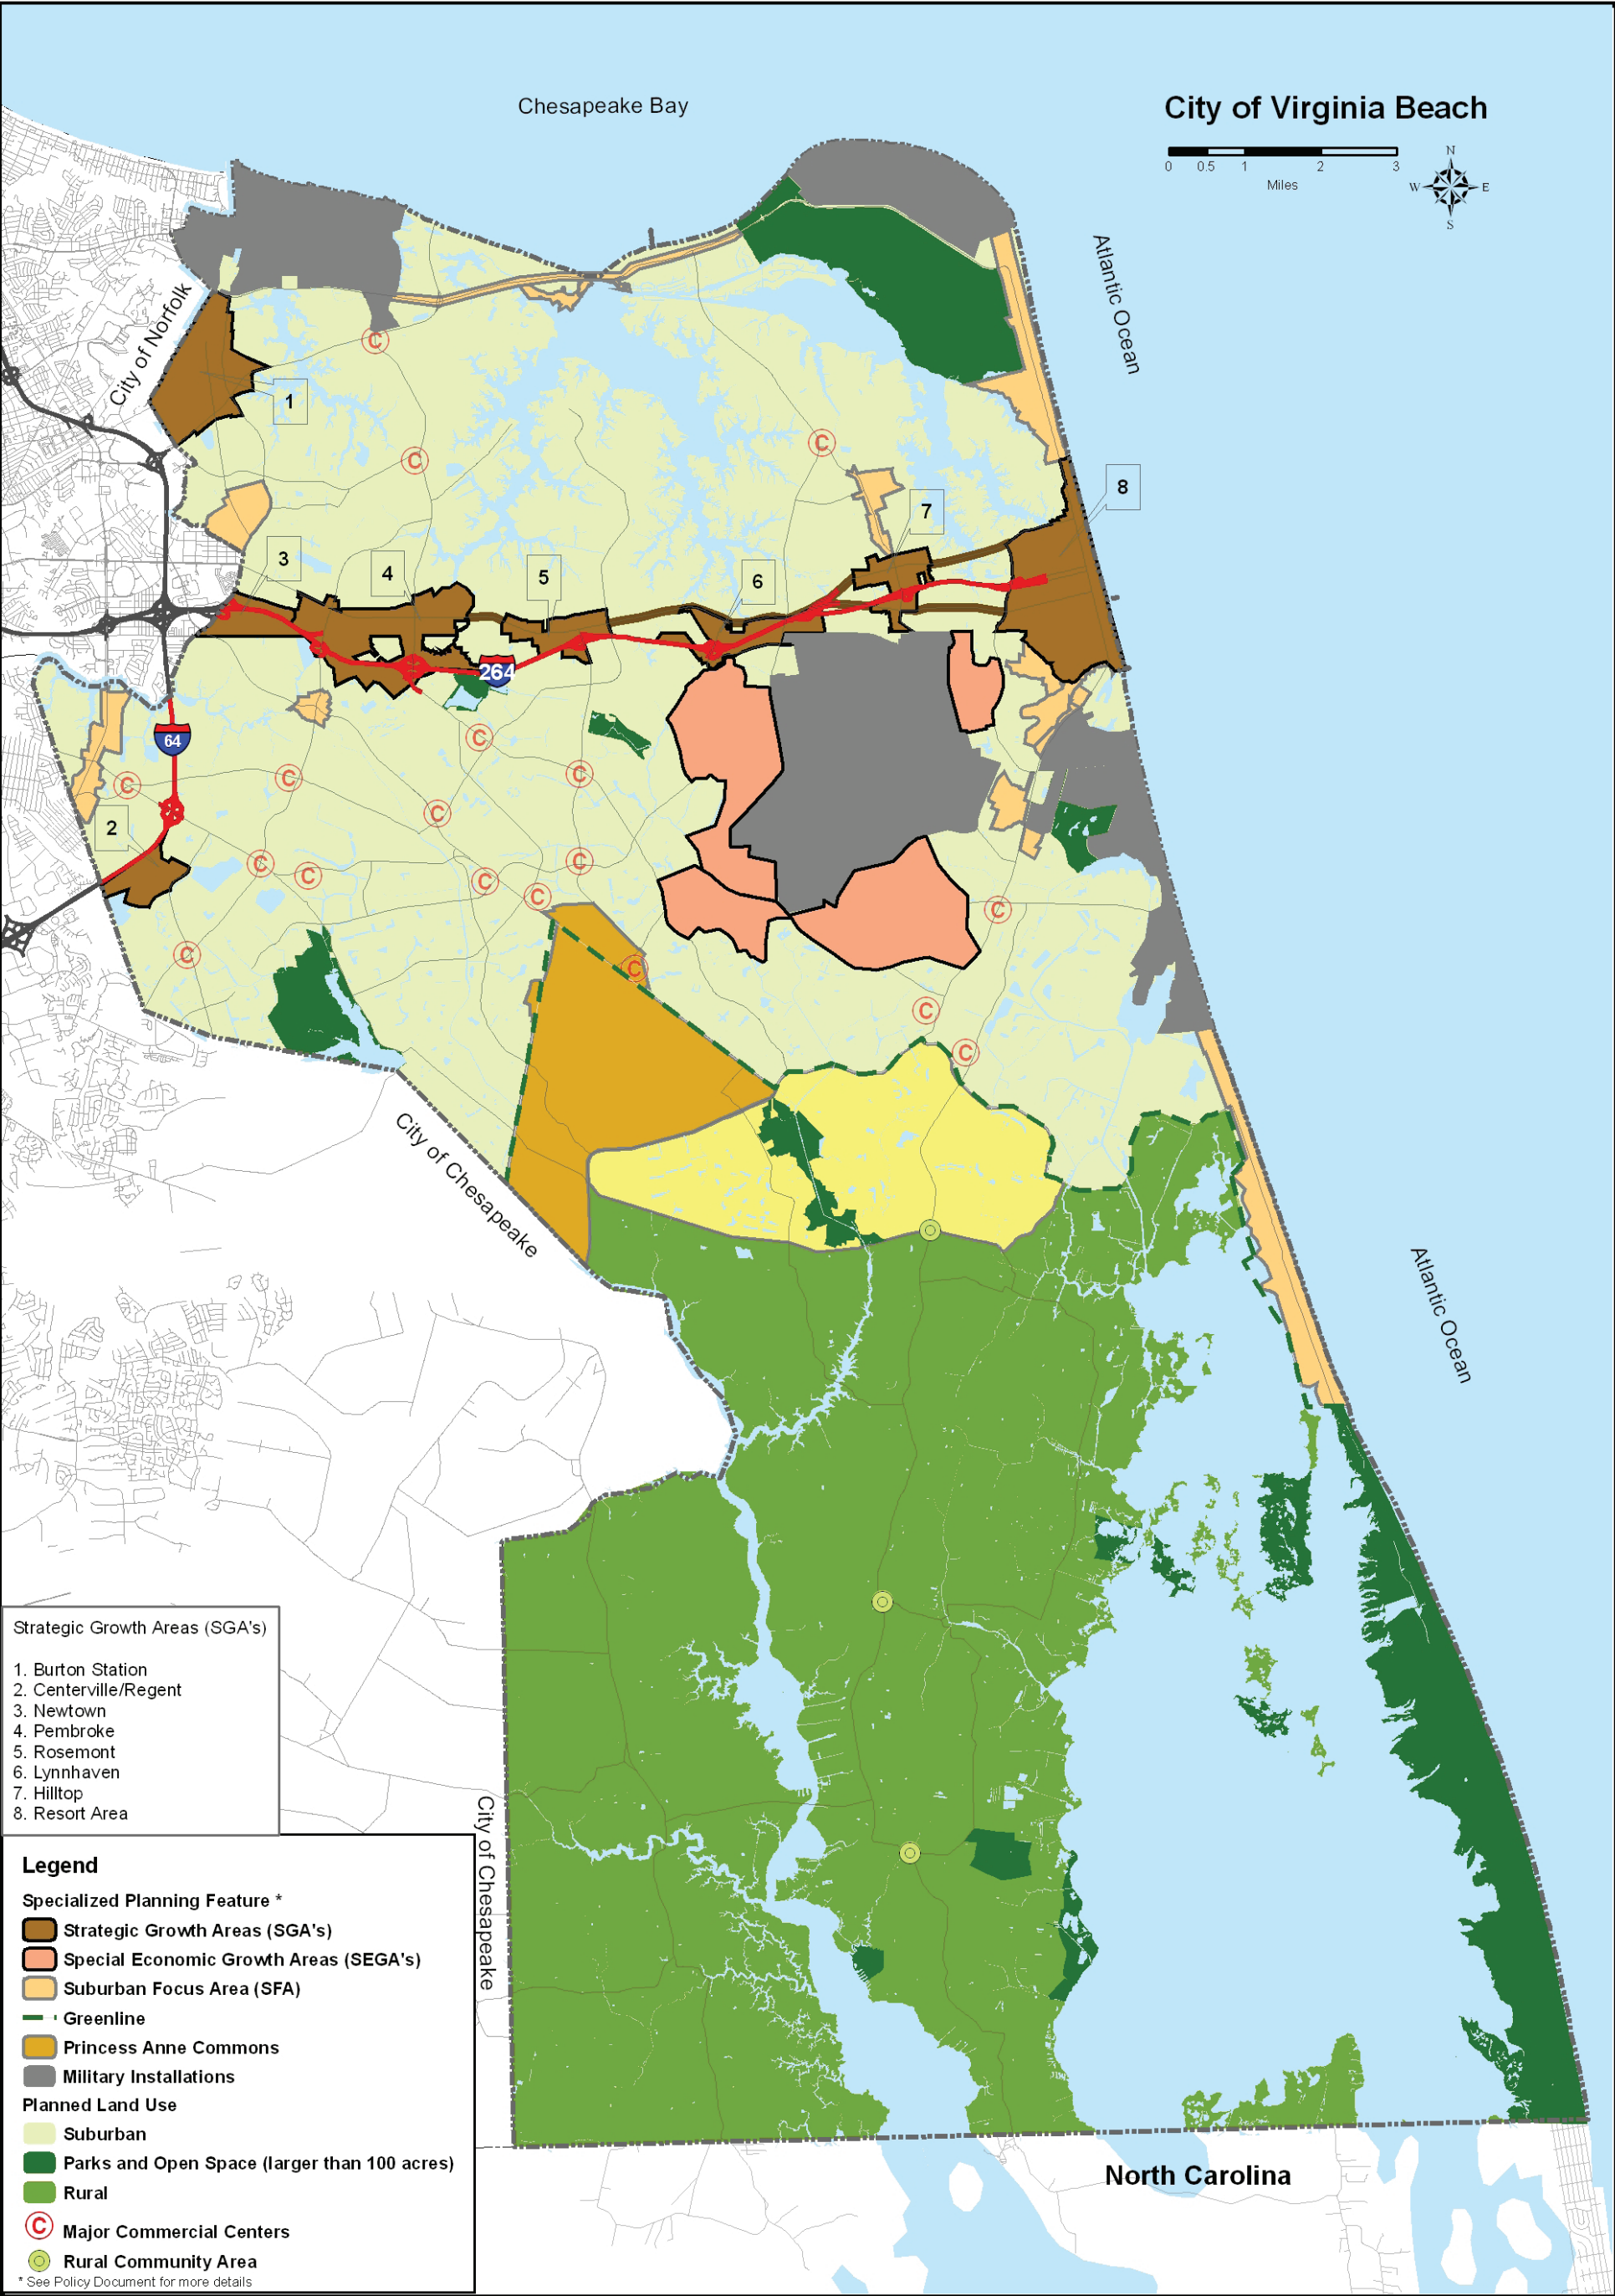 Chesapeake Bay
City of Virginia Beach
0 0.5 1 2 3
Miles
N
W E
S
Atlantic Ocean
City of Norfolk
C
1
C
C
8
7
3
4
5
6
264
64
C
C
C
C
C
2
C
C
C
C
C
C
C
C
C
C
C
City of Chesapeake
Atlantic Ocean
Strategic Growth Areas (SGA's)
1. Burton Station
2. Centerville/Regent
3. Newtown
4. Pembroke
5. Rosemont
6. Lynnhaven
7. Hilltop
8. Resort Area
City of Chesapeake
Legend
Specialized Planning Feature *
Strategic Growth Areas (SGA's)
Special Economic Growth Areas (SEGA's)
Suburban Focus Area (SFA)
Greenline
Princess Anne Commons
Military Installations
Planned Land Use
Suburban
Parks and Open Space (larger than 100 acres)
Rural
C Major Commercial Centers
Rural Community Area
* See Policy Document for more details
North Carolina